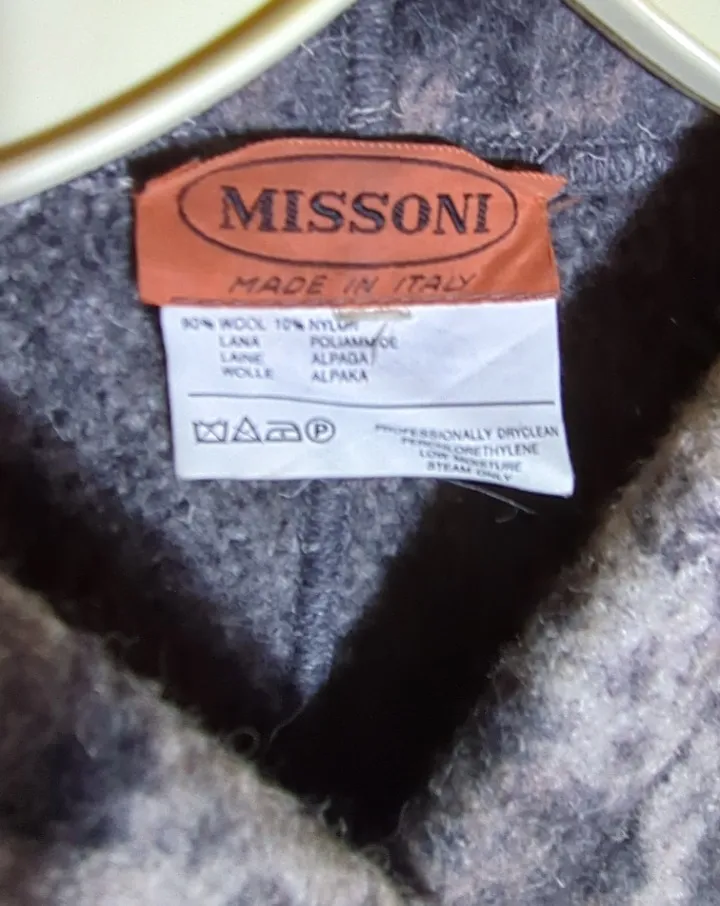 MISSONI
MADE IN ITALY
90% WOOL 10% NYLON
LANA POLIAMMIDE
LAINE ALPAGA
WOLLE ALPAKA
P
PROFESSIONALLY DRYCLEAN
PERCHLORETHYLENE
LOW MOISTURE
STEAM ONLY